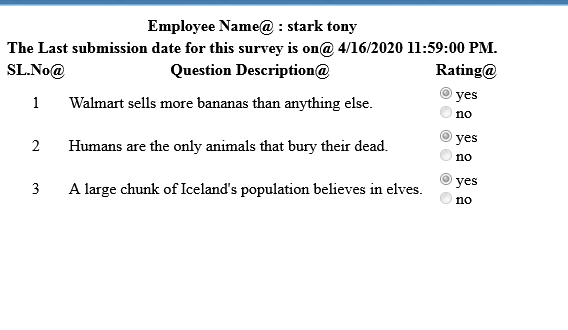 Employee Name@ : stark tony
The Last submission date for this survey is on@ 4/16/2020 11:59:00 PM.
SL.No@ Question Description@ Rating@
1 Walmart sells more bananas than anything else. yes
no
2 Humans are the only animals that bury their dead. yes
no
3 A large chunk of Iceland's population believes in elves. yes
no